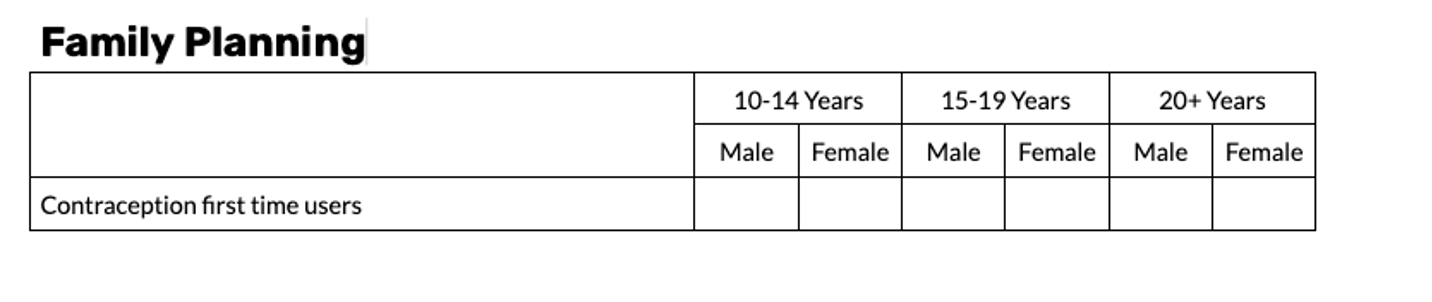 Family Planning
10-14 Years 15-19 Years 20+ Years
Male Female Male Female Male Female
Contraception first time users